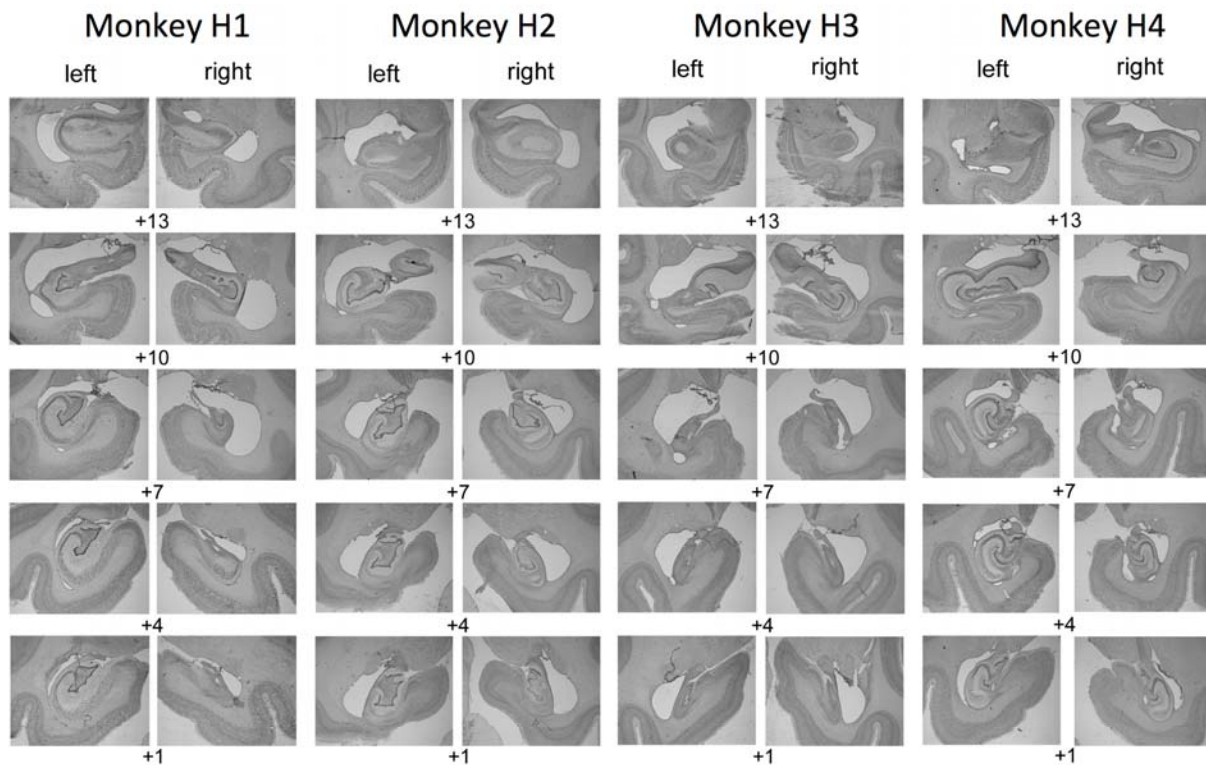 Monkey H1 Monkey H2 Monkey H3 Monkey H4
left right left right left right left right
+13 +13 +13 +13
+10 +10 +10 +10
+7 +7 +7 +7
+4 +4 +4 +4
+1 +1 +1 +1